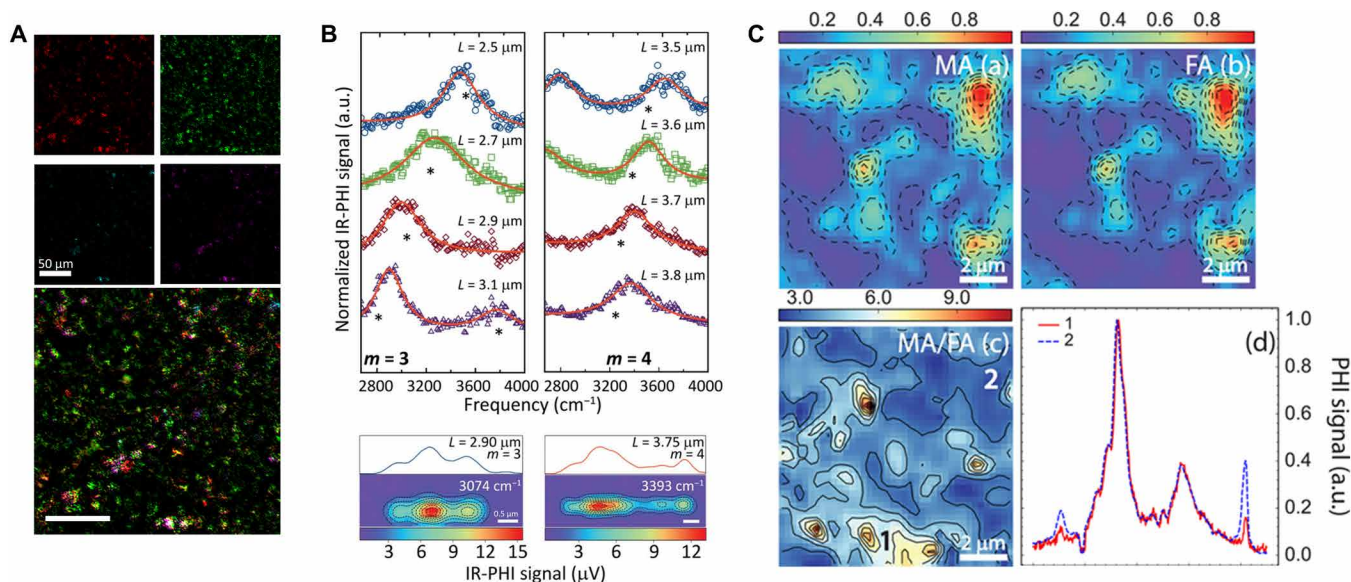 A
50 µm
B
Normalized IR-PHI signal (a.u.)
L = 2.5 µm
*
L = 2.7 µm
*
L = 2.9 µm
*
L = 3.1 µm
* *
m = 3
2800 3200 3600 4000
L = 3.5 µm
*
L = 3.6 µm
*
L = 3.7 µm
*
L = 3.8 µm
*
m = 4
2800 3200 3600 4000
Frequency (cm⁻¹)
L = 2.90 µm
m = 3
3074 cm⁻¹
0.5 µm
3 6 9 12 15
L = 3.75 µm
m = 4
3393 cm⁻¹
3 6 9 12
IR-PHI signal (µV)
C
0.2 0.4 0.6 0.8
MA (a)
2 µm
0.2 0.4 0.6 0.8
FA (b)
2 µm
3.0 6.0 9.0
MA/FA (c)
2
1
2 µm
1
2
(d)
1.0
0.8
0.6
0.4
0.2
0.0
PHI signal (a.u.)